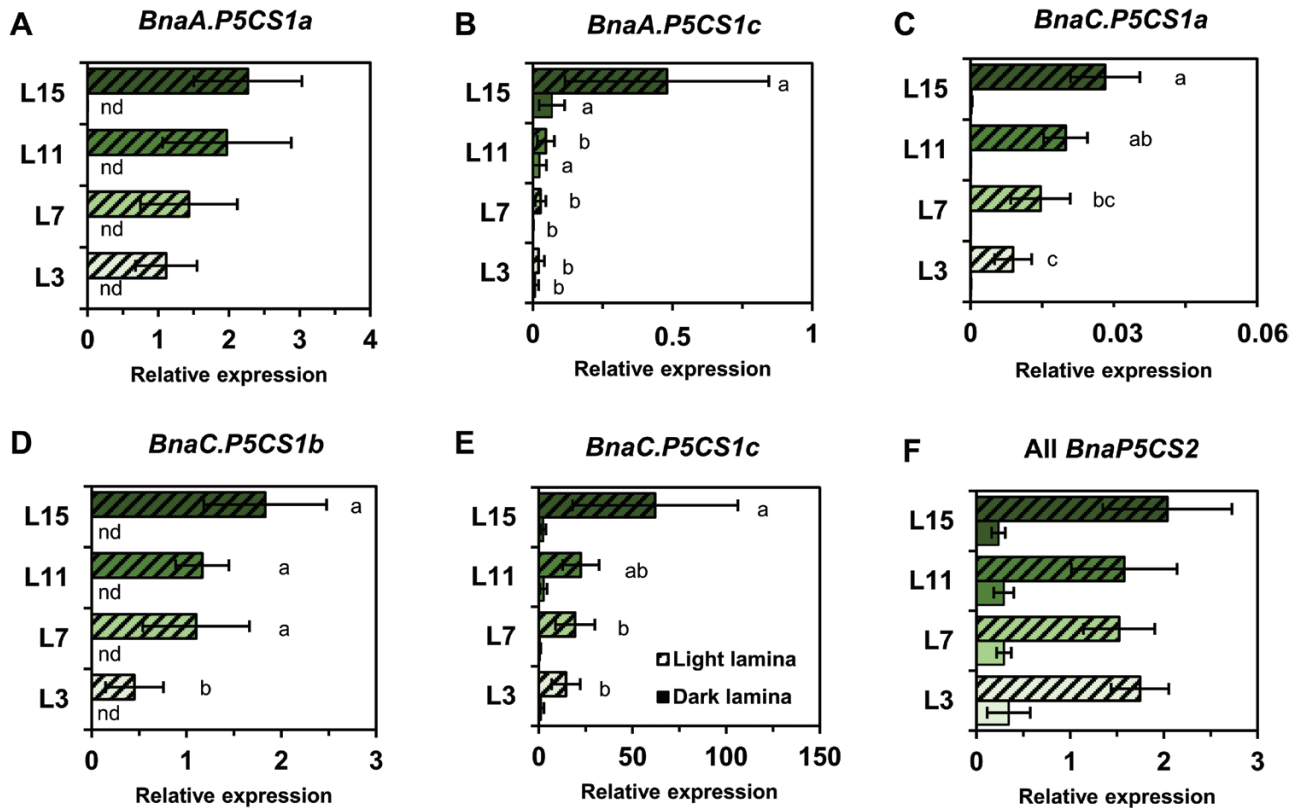 A
BnaA.P5CS1a
L15
nd
L11
nd
L7
nd
L3
nd
0 1 2 3 4
Relative expression
B
BnaA.P5CS1c
L15
a
a
L11
b
a
L7
b
b
L3
b
b
0 0.5 1
Relative expression
C
BnaC.P5CS1a
L15
a
L11
ab
L7
bc
L3
c
0 0.03 0.06
Relative expression
D
BnaC.P5CS1b
L15
a
nd
L11
a
nd
L7
a
nd
L3
b
nd
0 1 2 3
Relative expression
E
BnaC.P5CS1c
L15
a
L11
ab
L7
b
Light lamina
L3
b
Dark lamina
0 50 100 150
Relative expression
F
All BnaP5CS2
L15
L11
L7
L3
0 1 2 3
Relative expression